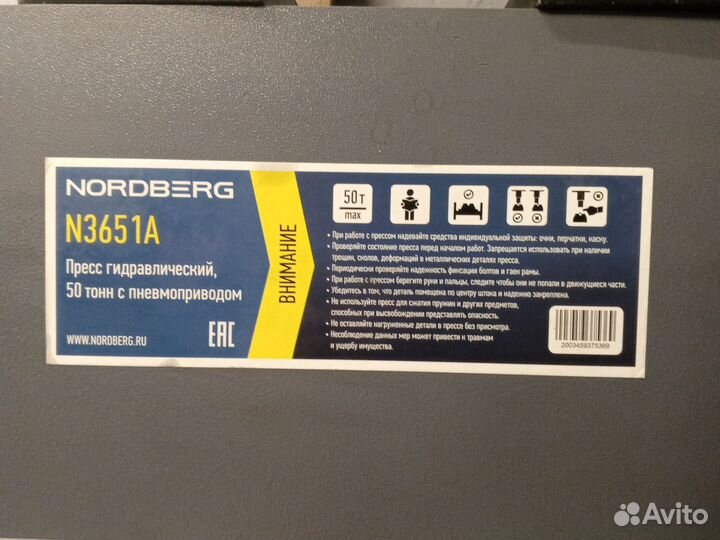 NORDBERG
N3651A
Пресс гидравлический,
50 тонн с пневмоприводом
WWW.NORDBERG.RU
EAC
ВНИМАНИЕ
50 т
max
• При работе с прессом надевайте средства индивидуальной защиты: очки, перчатки, каску.
• Проверяйте состояние пресса перед началом работ. Запрещается использовать при наличии
трещин, сколов, деформаций в металлических деталях пресса.
• Периодически проверяйте надежность фиксации болтов и гаек рамы.
• При работе с прессом берегите руки и пальцы, следите чтобы они не попали в движущиеся части.
• Убедитесь в том, что деталь помещена по центру штока и надежно закреплена.
• Не используйте пресс для сжатия пружин и других предметов,
способных при высвобождении представлять опасность.
• Не оставляйте нагруженные детали в прессе без присмотра.
• Несоблюдение данных мер может привести к травмам
и ущербу имущества.
2003459375369
Avito